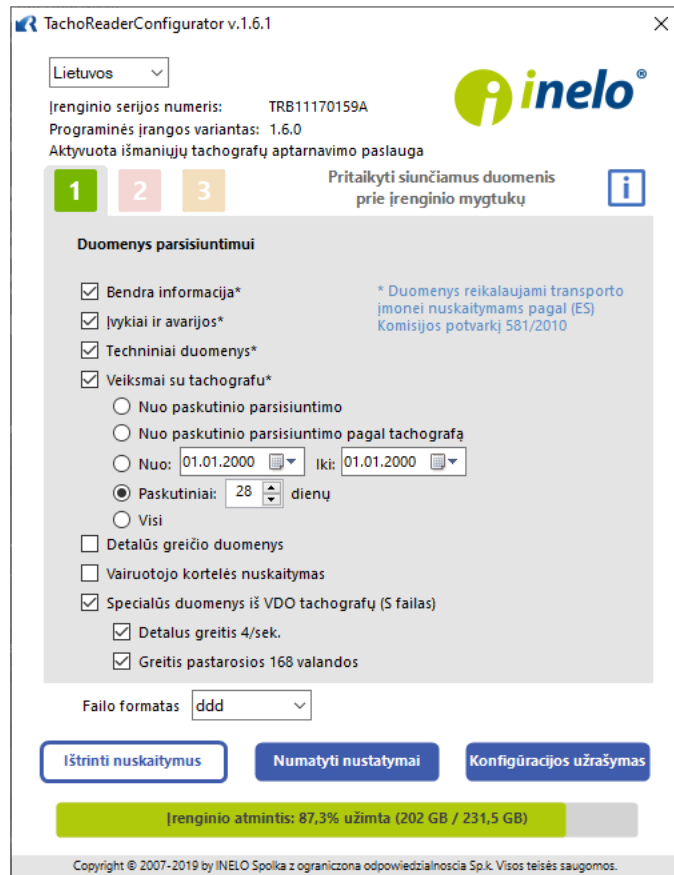 TachoReaderConfigurator v.1.6.1
Lietuvos
inelo®
Įrenginio serijos numeris: TRB11170159A
Programinės įrangos variantas: 1.6.0
Aktyvuota išmaniųjų tachografų aptarnavimo paslauga
1 2 3
Pritaikyti siunčiamus duomenis
prie įrenginio mygtukų
i
Duomenys parsisiuntimui
Bendra informacija*
Įvykiai ir avarijos*
Techniniai duomenys*
Veiksmai su tachografu*
* Duomenys reikalaujami transporto
įmonei nuskaitymams pagal (ES)
Komisijos potvarkį 581/2010
Nuo paskutinio parsisiuntimo
Nuo paskutinio parsisiuntimo pagal tachografą
Nuo: 01.01.2000 Iki: 01.01.2000
Paskutiniai: 28 dienų
Visi
Detalūs greičio duomenys
Vairuotojo kortelės nuskaitymas
Specialūs duomenys iš VDO tachografų (S failas)
Detalus greitis 4/sek.
Greitis pastarosios 168 valandos
Failo formatas ddd
Ištrinti nuskaitymus Numatyti nustatymai Konfigūracijos užrašymas
Įrenginio atmintis: 87,3% užimta (202 GB / 231,5 GB)
Copyright © 2007-2019 by INELO Spolka z ograniczona odpowiedzialnoscia Sp.k. Visos teisės saugomos.